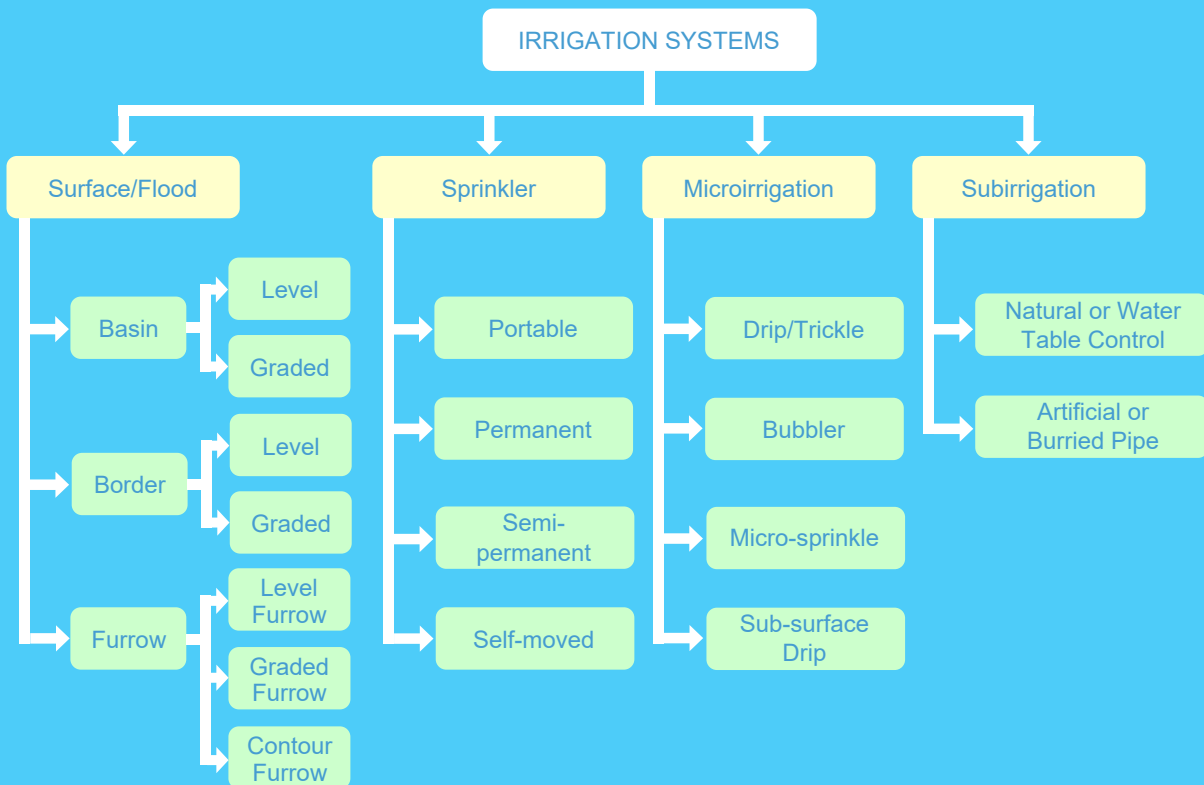 IRRIGATION SYSTEMS
Surface/Flood
Sprinkler
Microirrigation
Subirrigation
Basin
Level
Graded
Border
Level
Graded
Furrow
Level
Furrow
Graded
Furrow
Contour
Furrow
Portable
Permanent
Semi-
permanent
Self-moved
Drip/Trickle
Bubbler
Micro-sprinkle
Sub-surface
Drip
Natural or Water
Table Control
Artificial or
Burried Pipe